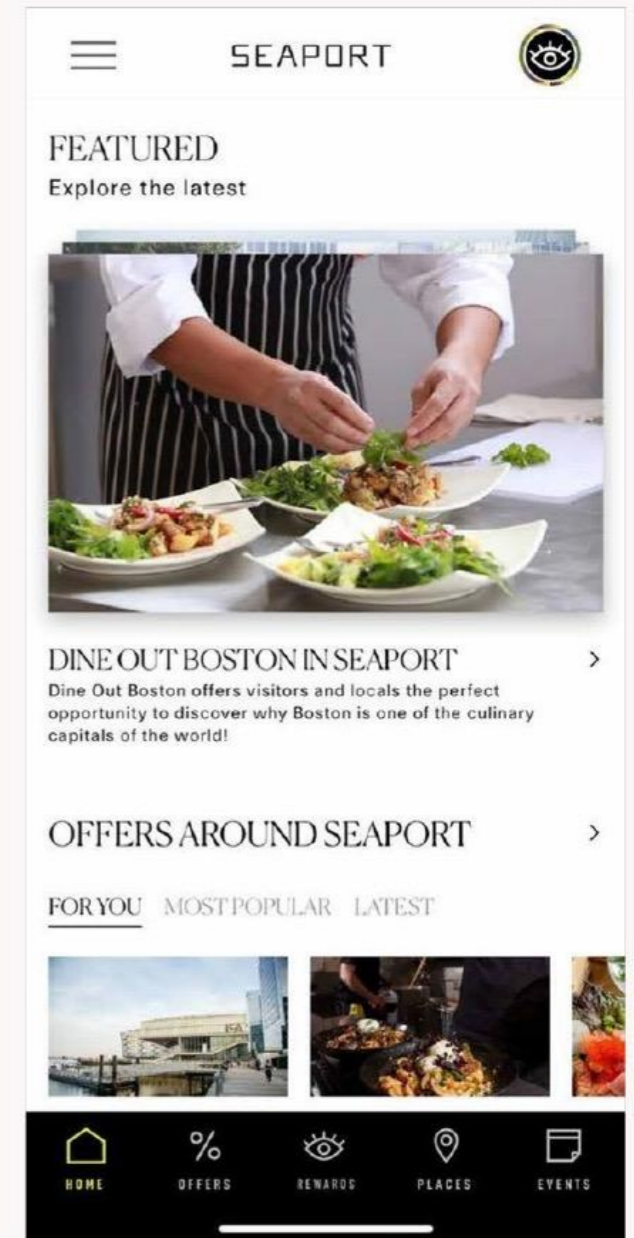 SEAPORT
FEATURED
Explore the latest
DINE OUT BOSTON IN SEAPORT
Dine Out Boston offers visitors and locals the perfect
opportunity to discover why Boston is one of the culinary
capitals of the world!
OFFERS AROUND SEAPORT
FOR YOU MOST POPULAR LATEST
ICA
HOME OFFERS REWARDS PLACES EVENTS